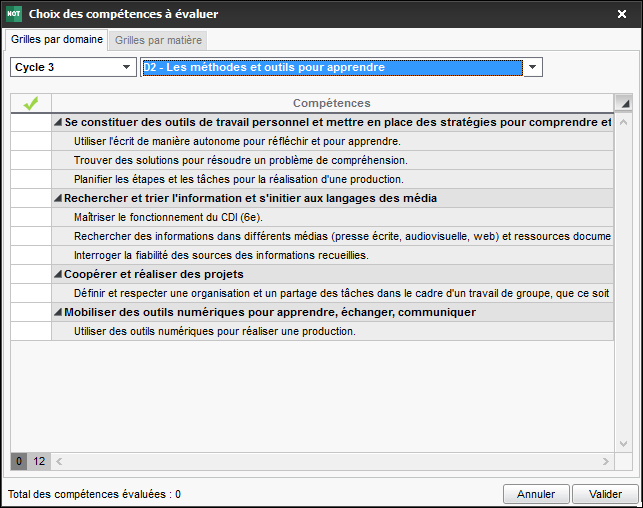 NOT Choix des compétences à évaluer
Grilles par domaine Grilles par matière
Cycle 3 D2 - Les méthodes et outils pour apprendre
Compétences
Se constituer des outils de travail personnel et mettre en place des stratégies pour comprendre et
Utiliser l'écrit de manière autonome pour réfléchir et pour apprendre.
Trouver des solutions pour résoudre un problème de compréhension.
Planifier les étapes et les tâches pour la réalisation d'une production.
Rechercher et trier l'information et s'initier aux langages des média
Maîtriser le fonctionnement du CDI (6e).
Rechercher des informations dans différents médias (presse écrite, audiovisuelle, web) et ressources docume
Interroger la fiabilité des sources des informations recueillies.
Coopérer et réaliser des projets
Définir et respecter une organisation et un partage des tâches dans le cadre d'un travail de groupe, que ce soit
Mobiliser des outils numériques pour apprendre, échanger, communiquer
Utiliser des outils numériques pour réaliser une production.
0 12
Total des compétences évaluées : 0 Annuler Valider